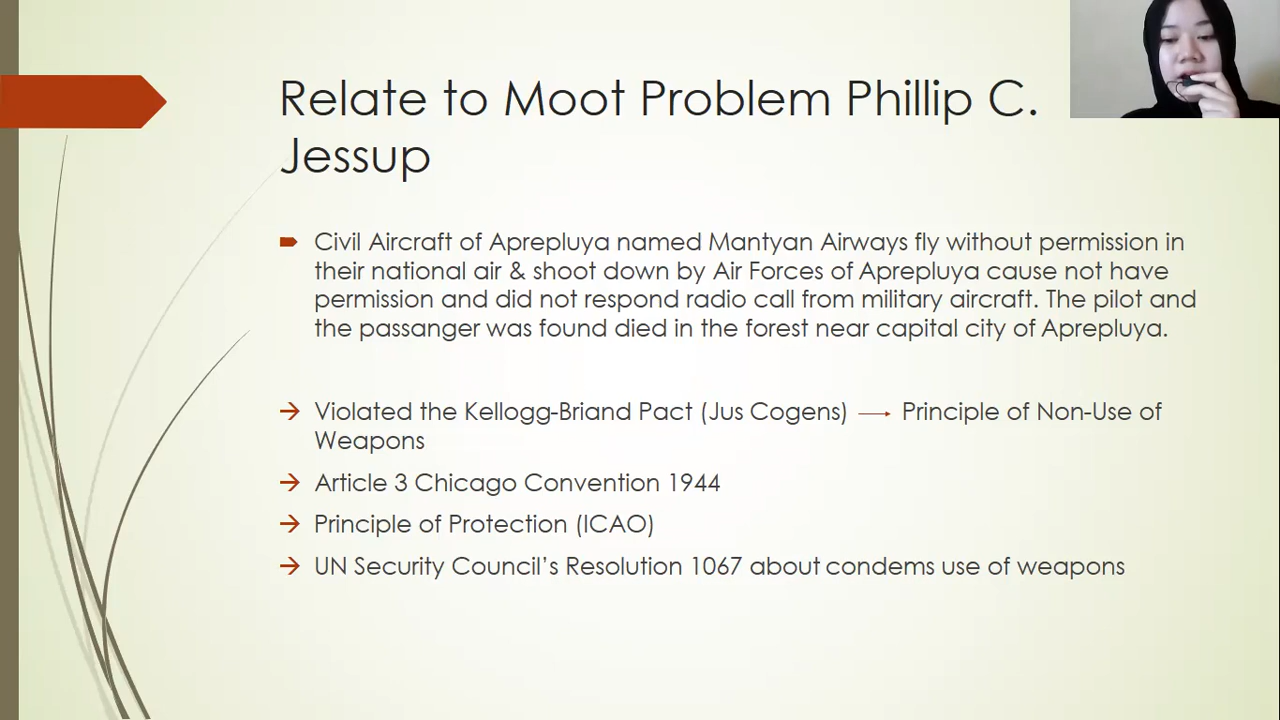 Relate to Moot Problem Phillip C.
Jessup
Civil Aircraft of Aprepluya named Mantyan Airways fly without permission in
their national air & shoot down by Air Forces of Aprepluya cause not have
permission and did not respond radio call from military aircraft. The pilot and
the passanger was found died in the forest near capital city of Aprepluya.
→ Violated the Kellogg-Briand Pact (Jus Cogens) → Principle of Non-Use of
Weapons
→ Article 3 Chicago Convention 1944
→ Principle of Protection (ICAO)
→ UN Security Council’s Resolution 1067 about condems use of weapons